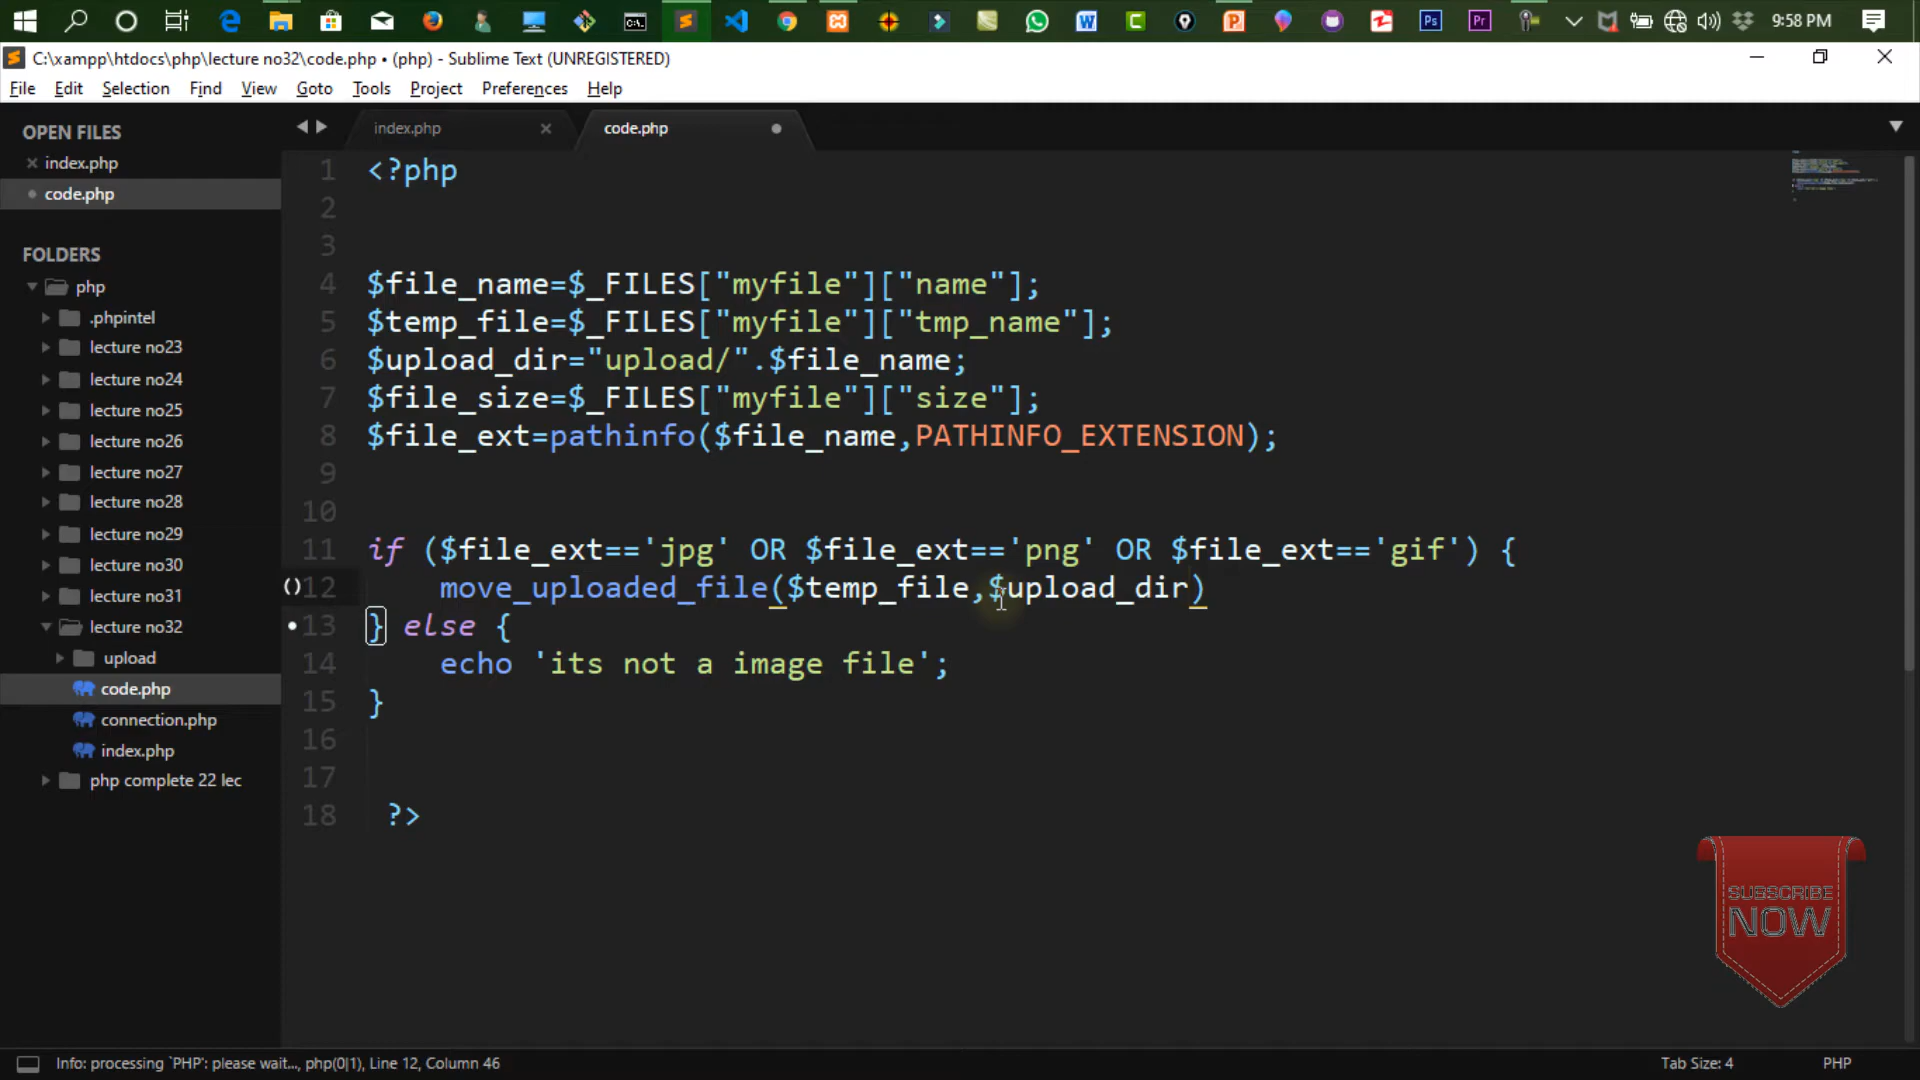 9:58 PM
C:\xampp\htdocs\php\lecture no32\code.php • (php) - Sublime Text (UNREGISTERED)
File Edit Selection Find View Goto Tools Project Preferences Help
OPEN FILES
index.php
code.php
FOLDERS
php
.phpintel
lecture no23
lecture no24
lecture no25
lecture no26
lecture no27
lecture no28
lecture no29
lecture no30
lecture no31
lecture no32
upload
code.php
connection.php
index.php
php complete 22 lec
index.php code.php
1 <?php
2
3
4 $file_name=$_FILES["myfile"]["name"];
5 $temp_file=$_FILES["myfile"]["tmp_name"];
6 $upload_dir="upload/".$file_name;
7 $file_size=$_FILES["myfile"]["size"];
8 $file_ext=pathinfo($file_name,PATHINFO_EXTENSION);
9
10
11 if ($file_ext=='jpg' OR $file_ext=='png' OR $file_ext=='gif') {
12 move_uploaded_file($temp_file,$upload_dir)
13 } else {
14 echo 'its not a image file';
15 }
16
17
18 ?>
SUBSCRIBE
NOW
Info: processing `PHP': please wait..., php(0|1), Line 12, Column 46
Tab Size: 4 PHP